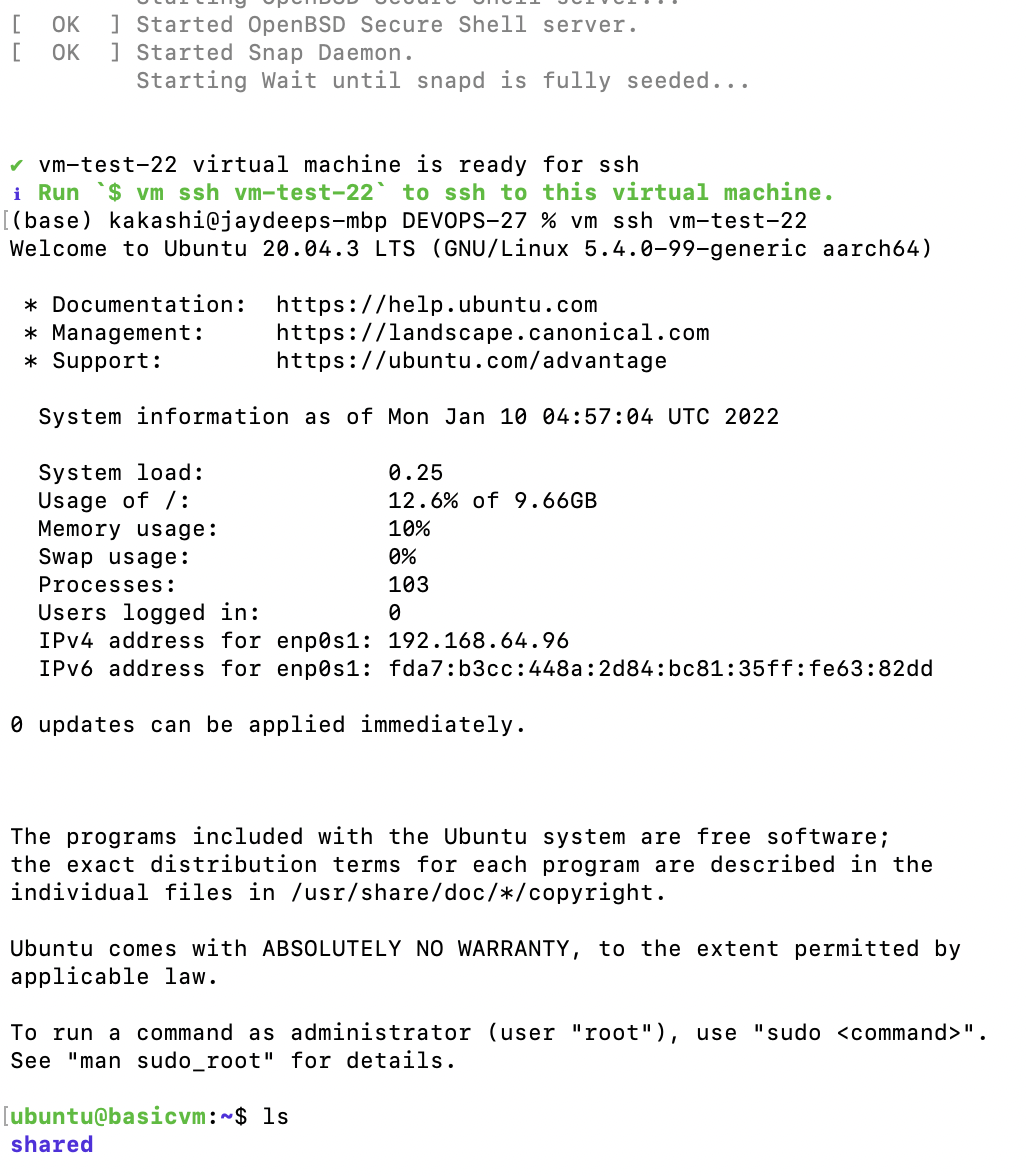 Starting OpenBSD Secure Shell server...
[  OK  ] Started OpenBSD Secure Shell server.
[  OK  ] Started Snap Daemon.
         Starting Wait until snapd is fully seeded...
✔ vm-test-22 virtual machine is ready for ssh
ℹ Run `$ vm ssh vm-test-22` to ssh to this virtual machine.
[(base) kakashi@jaydeeps-mbp DEVOPS-27 % vm ssh vm-test-22
Welcome to Ubuntu 20.04.3 LTS (GNU/Linux 5.4.0-99-generic aarch64)
 * Documentation:  https://help.ubuntu.com
 * Management:     https://landscape.canonical.com
 * Support:        https://ubuntu.com/advantage
  System information as of Mon Jan 10 04:57:04 UTC 2022
  System load:             0.25
  Usage of /:              12.6% of 9.66GB
  Memory usage:            10%
  Swap usage:              0%
  Processes:               103
  Users logged in:         0
  IPv4 address for enp0s1: 192.168.64.96
  IPv6 address for enp0s1: fda7:b3cc:448a:2d84:bc81:35ff:fe63:82dd
0 updates can be applied immediately.
The programs included with the Ubuntu system are free software;
the exact distribution terms for each program are described in the
individual files in /usr/share/doc/*/copyright.
Ubuntu comes with ABSOLUTELY NO WARRANTY, to the extent permitted by
applicable law.
To run a command as administrator (user "root"), use "sudo <command>".
See "man sudo_root" for details.
[ubuntu@basicvm:~$ ls
shared